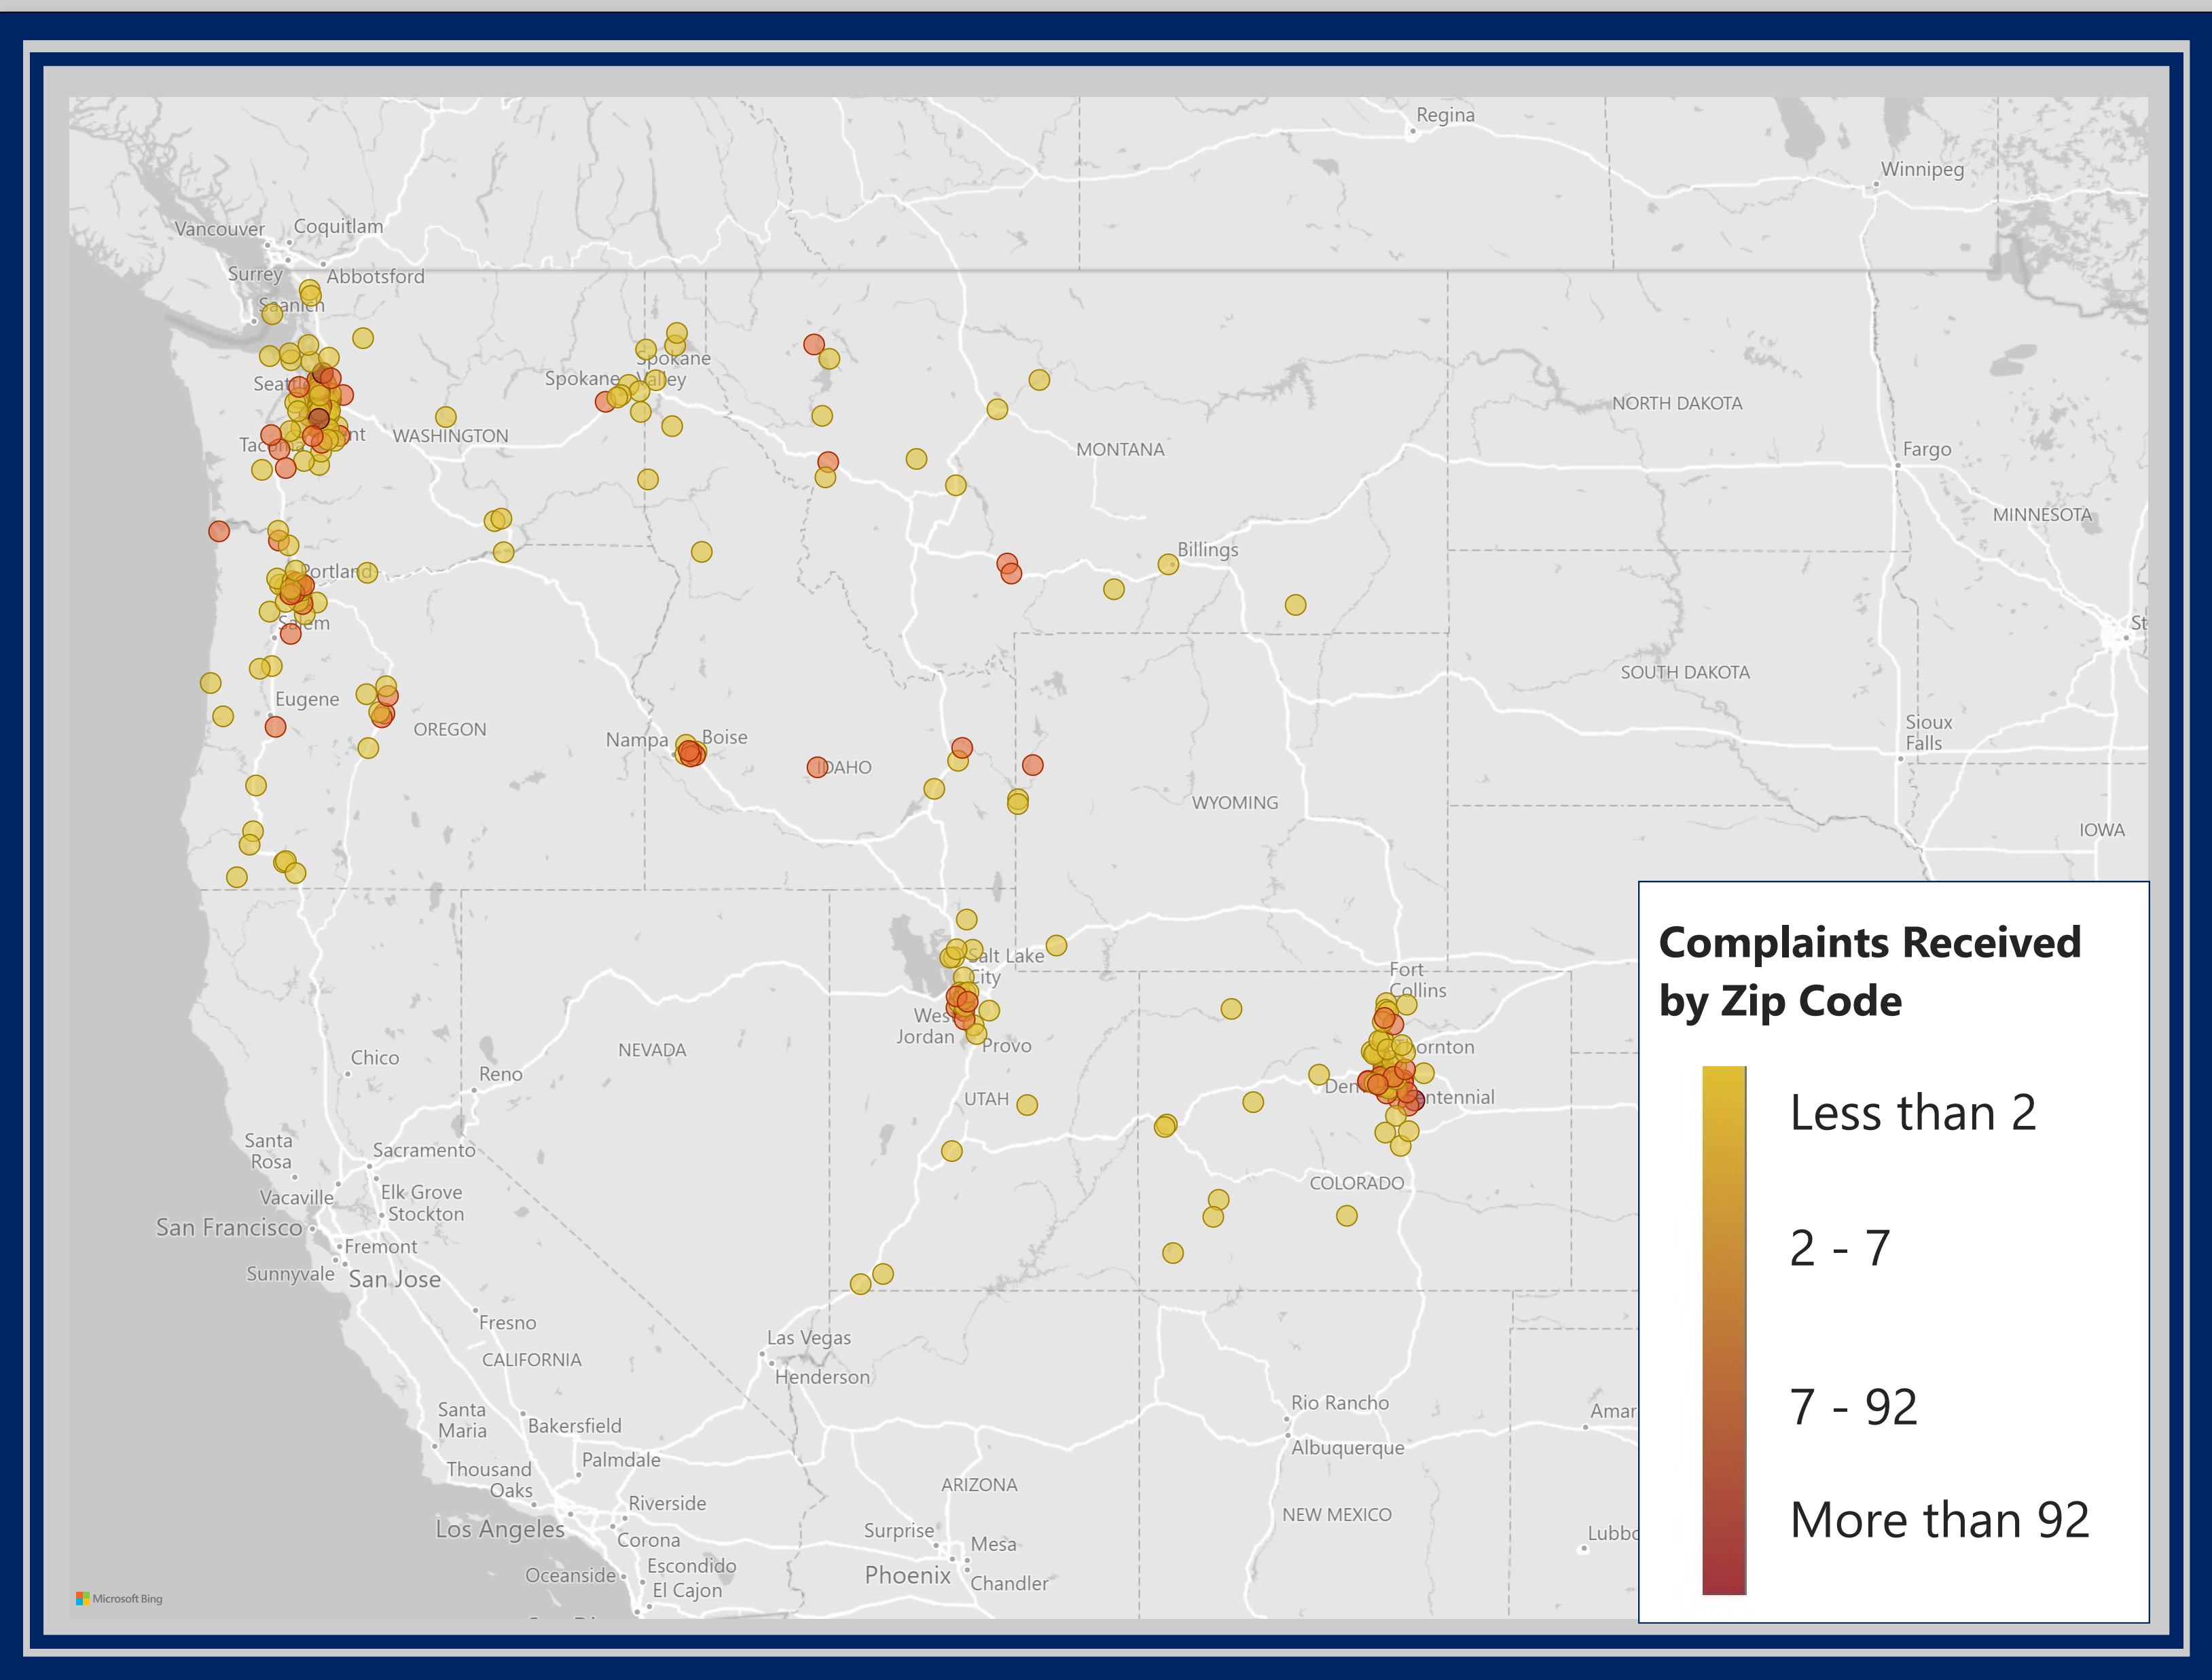 Regina
Winnipeg
Vancouver
Coquitlam
Surrey
Abbotsford
Saanich
Spokane
Spokane
Valley
WASHINGTON
MONTANA
NORTH DAKOTA
Fargo
MINNESOTA
Billings
Portland
Salem
SOUTH DAKOTA
Eugene
OREGON
Nampa
Boise
IDAHO
Sioux
Falls
WYOMING
IOWA
Salt Lake
City
West
Jordan
Provo
Fort
Collins
Thornton
Centennial
NEVADA
UTAH
COLORADO
Chico
Reno
Santa
Rosa
Sacramento
Vacaville
Elk Grove
Stockton
San Francisco
Fremont
Sunnyvale
San Jose
Fresno
CALIFORNIA
Las Vegas
Henderson
Santa
Maria
Bakersfield
Palmdale
Thousand
Oaks
Riverside
Los Angeles
Corona
Escondido
Oceanside
El Cajon
ARIZONA
Surprise
Mesa
Phoenix
Chandler
Rio Rancho
Albuquerque
NEW MEXICO
Complaints Received
by Zip Code
Less than 2
2 - 7
7 - 92
More than 92
Microsoft Bing